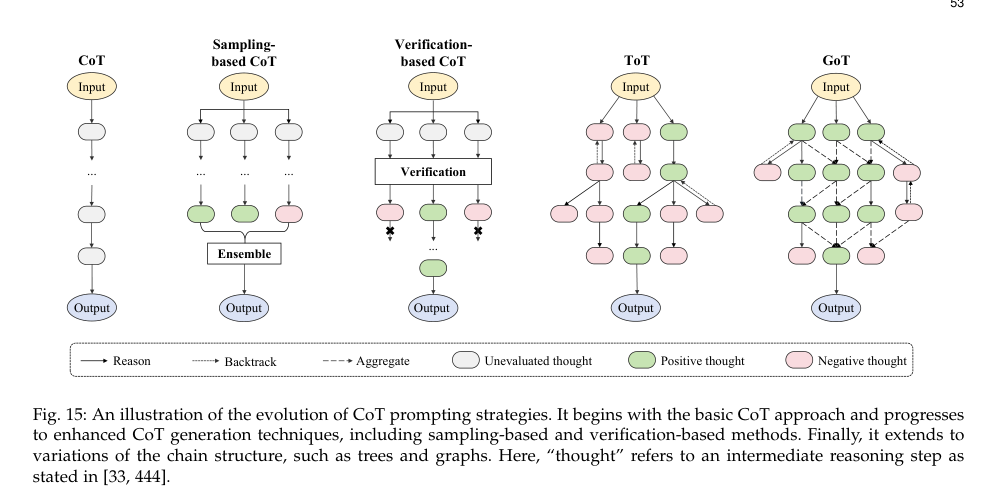 53
CoT
Sampling-
based CoT
Verification-
based CoT
ToT
GoT
Input
Input
Input
Input
Input
Verification
...
...
...
...
...
Ensemble
Output
Output
Output
Output
Output
Reason
Backtrack
Aggregate
Unevaluated thought
Positive thought
Negative thought
Fig. 15: An illustration of the evolution of CoT prompting strategies. It begins with the basic CoT approach and progresses
to enhanced CoT generation techniques, including sampling-based and verification-based methods. Finally, it extends to
variations of the chain structure, such as trees and graphs. Here, “thought” refers to an intermediate reasoning step as
stated in [33, 444].